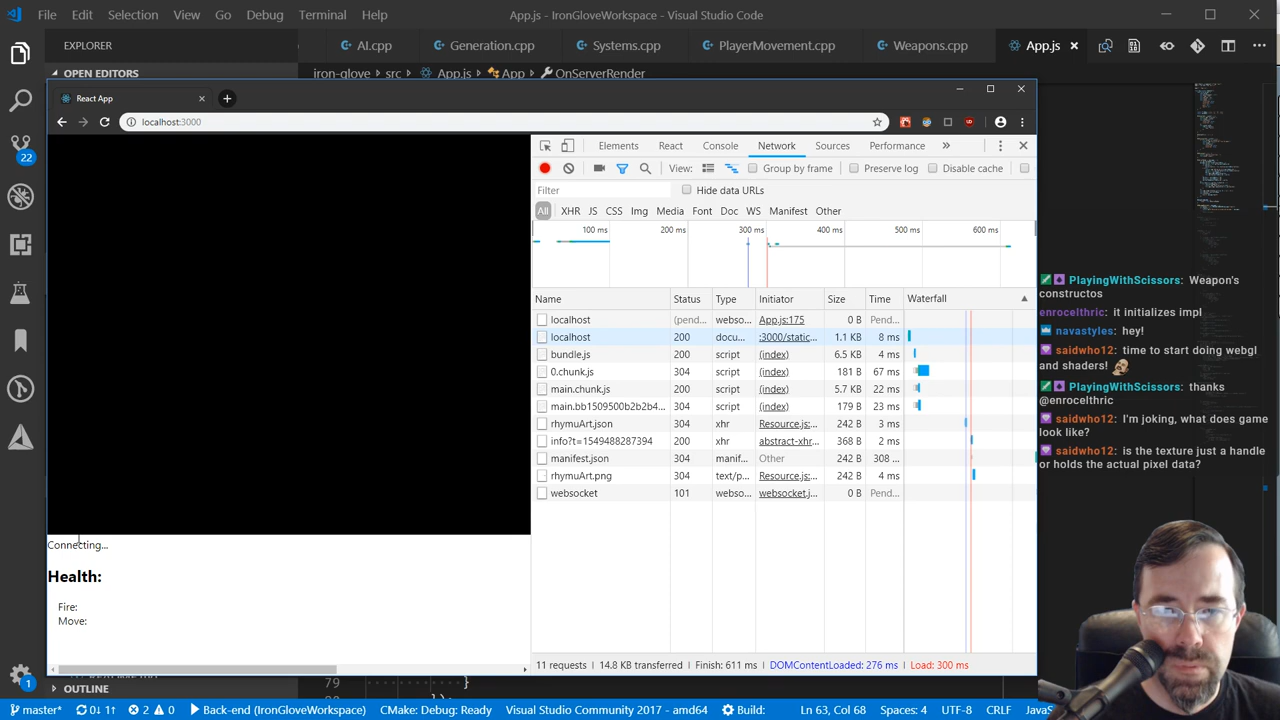 File Edit Selection View Go Debug Terminal Help App.js - IronGloveWorkspace - Visual Studio Code
EXPLORER AI.cpp Generation.cpp Systems.cpp PlayerMovement.cpp Weapons.cpp App.js
OPEN EDITORS iron-glove src App.js App OnServerRender
React App
localhost:3000
Elements React Console Network Sources Performance
View: Group by frame Preserve log Disable cache
Filter Hide data URLs
All XHR JS CSS Img Media Font Doc WS Manifest Other
100 ms 200 ms 300 ms 400 ms 500 ms 600 ms
Name Status Type Initiator Size Time Waterfall
localhost (pend... webso... App.js:175 0 B Pend...
localhost 200 docu... :3000/static... 1.1 KB 8 ms
bundle.js 200 script (index) 6.5 KB 4 ms
0.chunk.js 304 script (index) 181 B 67 ms
main.chunk.js 200 script (index) 5.7 KB 22 ms
main.bb1509500b2b2b4... 304 script (index) 179 B 23 ms
rhymuArt.json 304 xhr Resource.js:... 242 B 3 ms
info?t=1549488287394 200 xhr abstract-xhr... 368 B 2 ms
manifest.json 304 manif... Other 242 B 308 ...
rhymuArt.png 304 text/p... Resource.js:... 242 B 4 ms
websocket 101 webso... websocket.j... 0 B Pend...
Connecting...
Health:
Fire:
Move:
11 requests | 14.8 KB transferred | Finish: 611 ms | DOMContentLoaded: 276 ms | Load: 300 ms
PlayingWithScissors: Weapon's
constructos
enrocelthric: it initializes impl
navastyles: hey!
saidwho12: time to start doing webgl
and shaders!
PlayingWithScissors: thanks
@enrocelthric
saidwho12: I'm joking, what does game
look like?
saidwho12: is the texture just a handle
or holds the actual pixel data?
22
1
OUTLINE
79 }
master* 0↓ 1↑ 2 0 Back-end (IronGloveWorkspace) CMake: Debug: Ready Visual Studio Community 2017 - amd64 Build: Ln 63, Col 68 Spaces: 4 UTF-8 CRLF